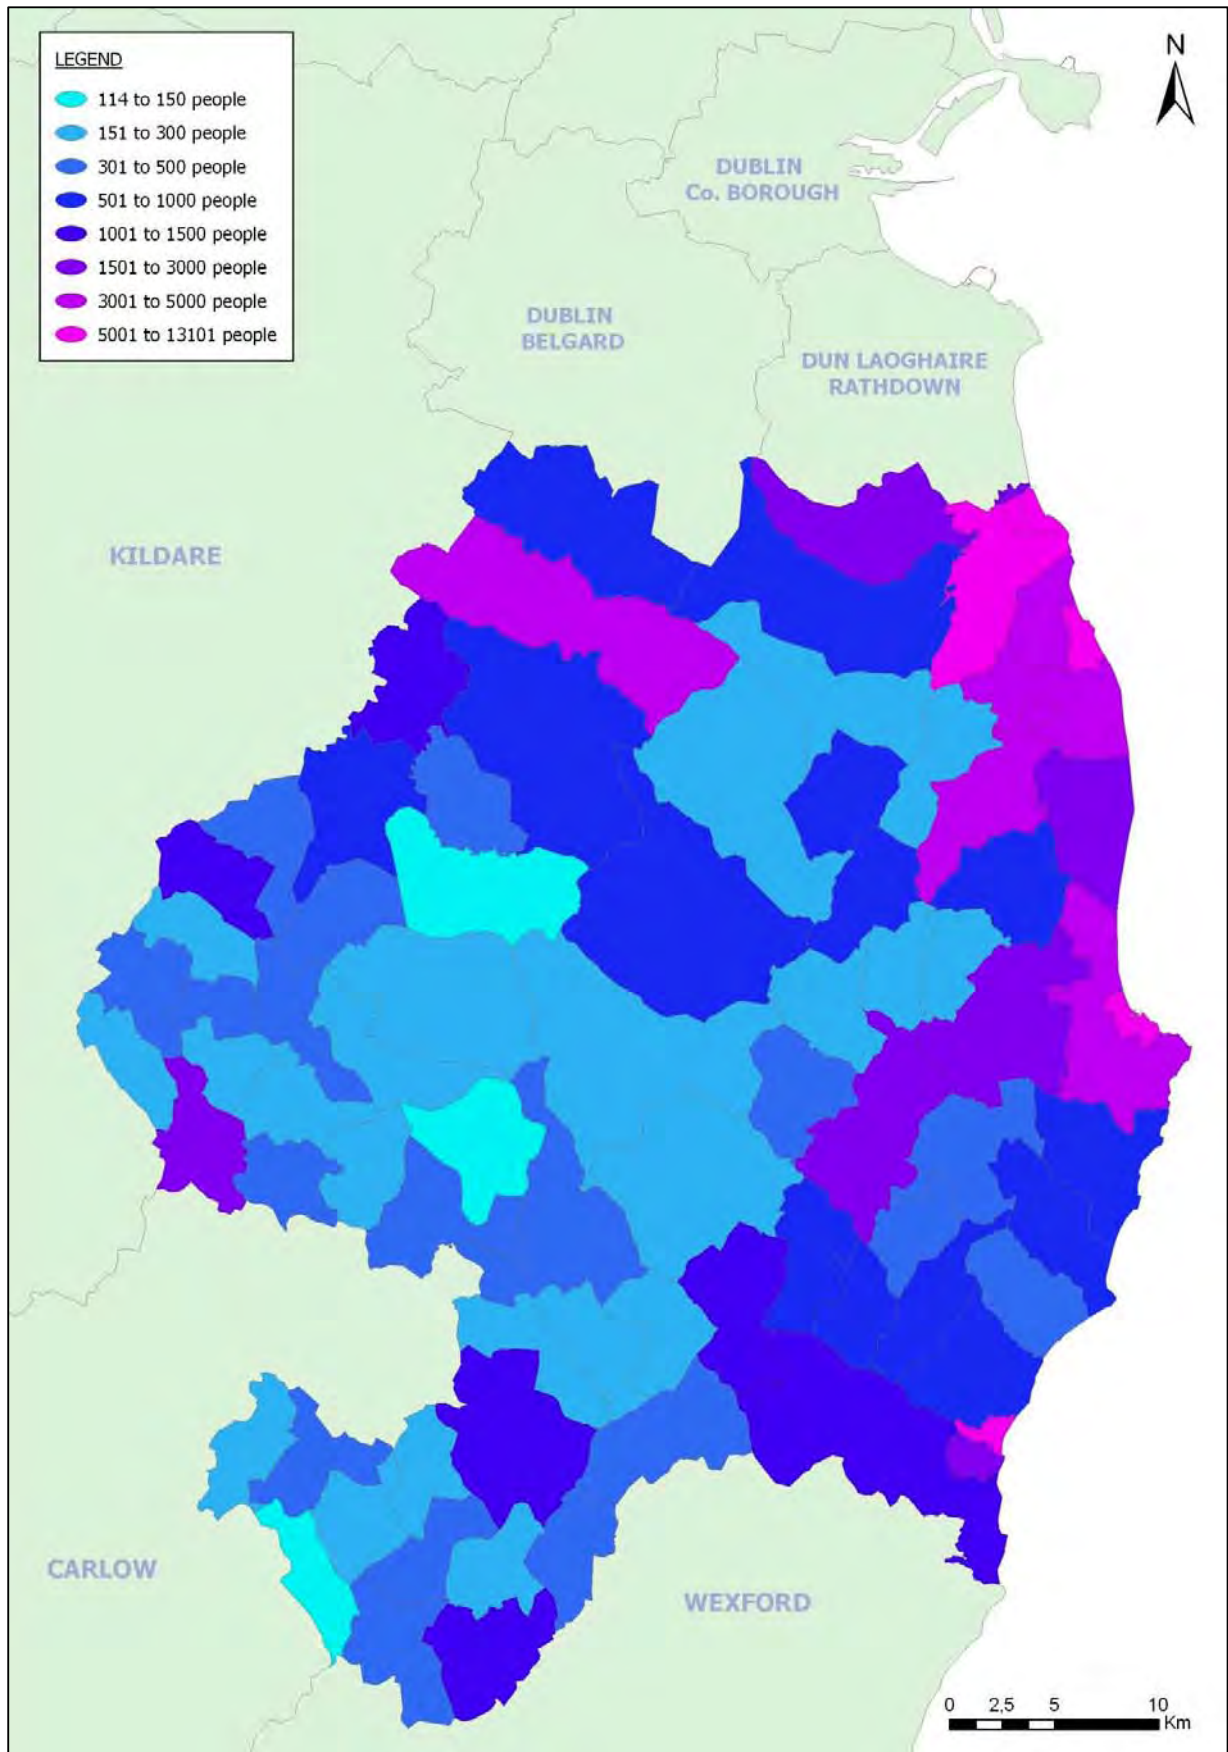 LEGEND
114 to 150 people
151 to 300 people
301 to 500 people
501 to 1000 people
1001 to 1500 people
1501 to 3000 people
3001 to 5000 people
5001 to 13101 people
N
DUBLIN
Co. BOROUGH
DUBLIN
BELGARD
DUN LAOGHAIRE
RATHDOWN
KILDARE
CARLOW
WEXFORD
0 2,5 5 10
Km